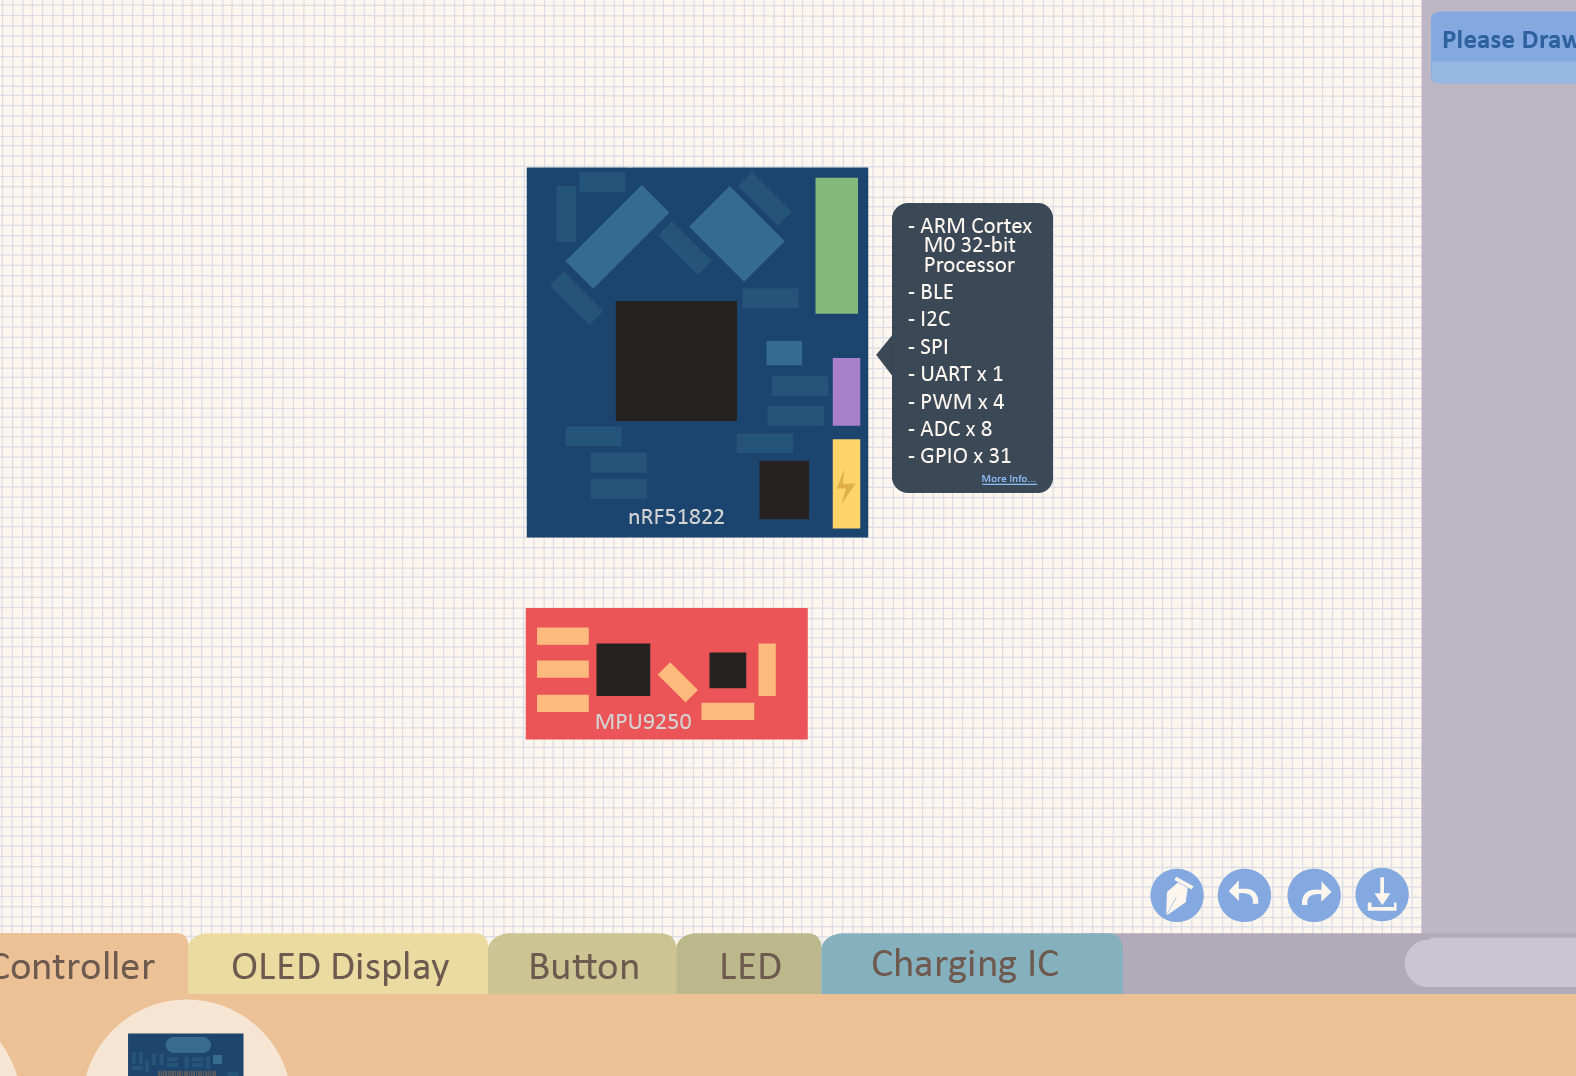 Please Draw
- ARM Cortex
M0 32-bit
Processor
- BLE
- I2C
- SPI
- UART x 1
- PWM x 4
- ADC x 8
- GPIO x 31
More Info...
nRF51822
MPU9250
Controller
OLED Display
Button
LED
Charging IC